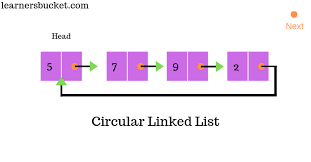 learnersbucket.com
Next
Head
5 7 9 2
Circular Linked List